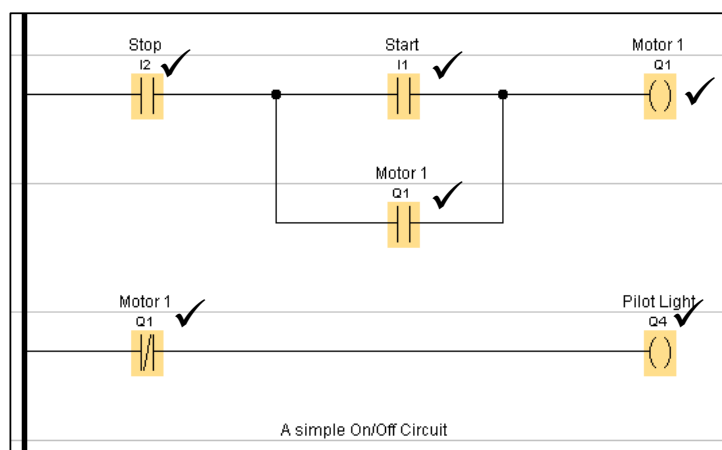 Stop Start Motor 1
I2 I1 Q1
Motor 1
Q1
Motor 1 Pilot Light
Q1 Q4
A simple On/Off Circuit